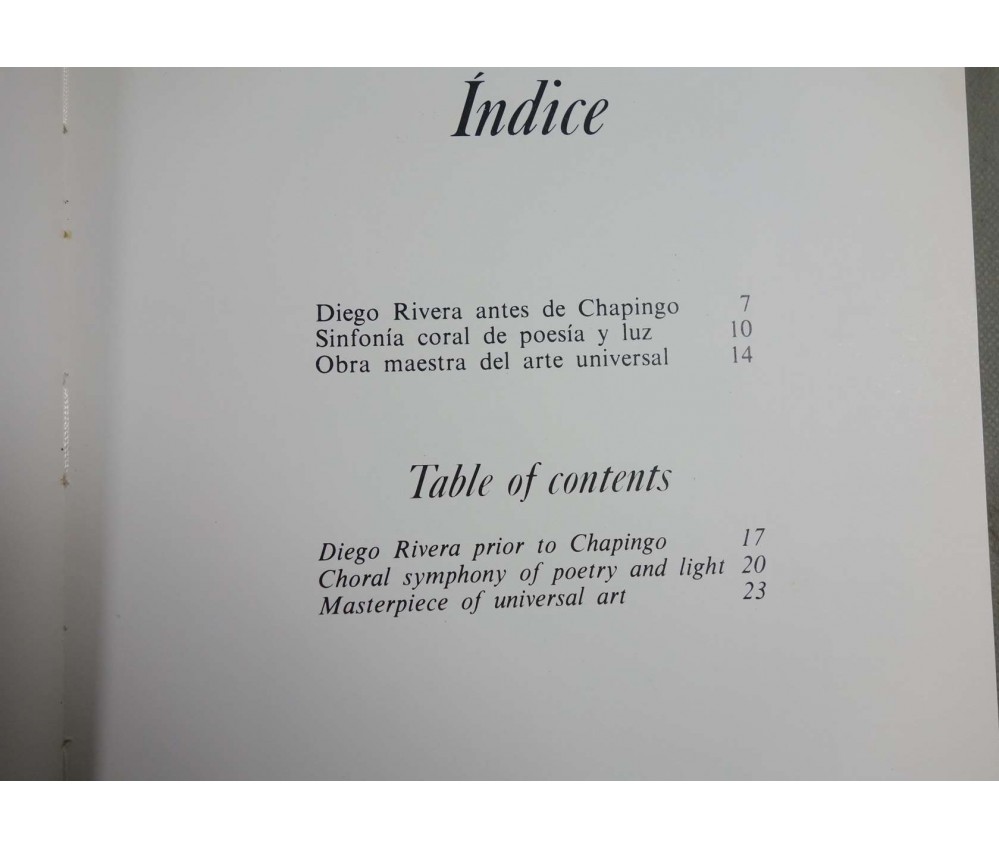 Índice
Diego Rivera antes de Chapingo 7
Sinfonía coral de poesía y luz 10
Obra maestra del arte universal 14
Table of contents
Diego Rivera prior to Chapingo 17
Choral symphony of poetry and light 20
Masterpiece of universal art 23